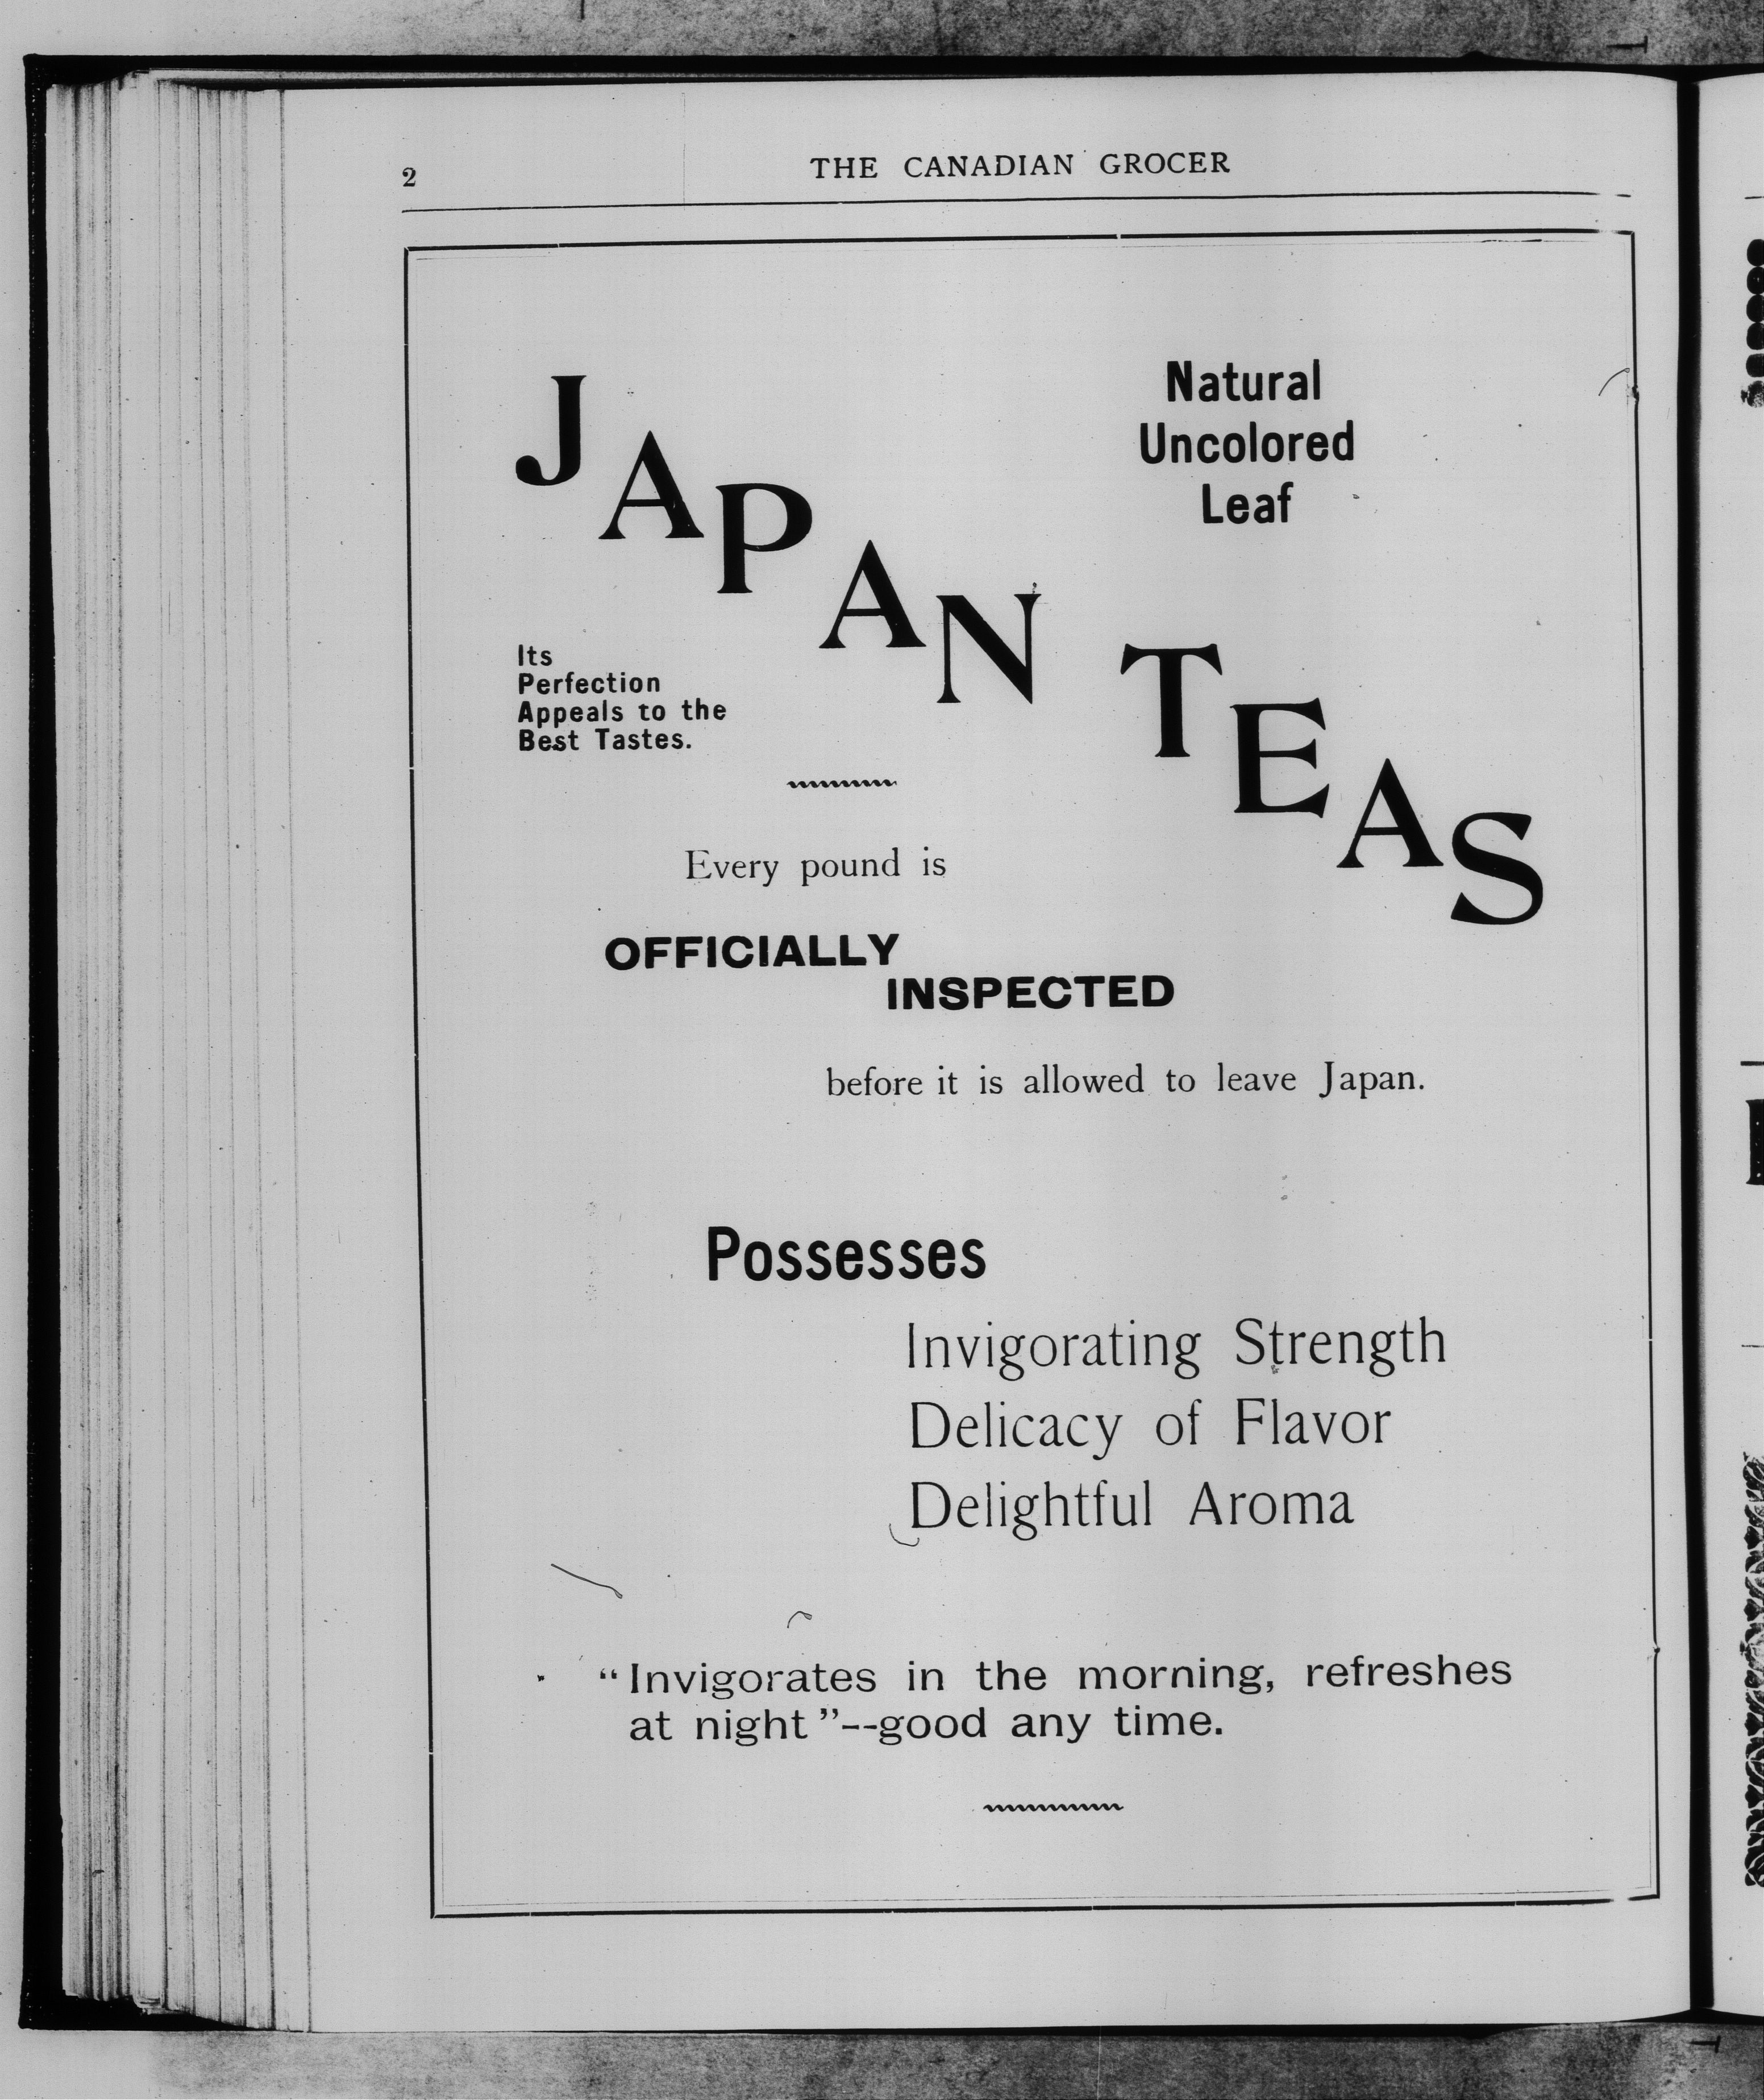 2
THE CANADIAN GROCER
JAPAN TEAS
Natural
Uncolored
Leaf
Its
Perfection
Appeals to the
Best Tastes.
Every pound is
OFFICIALLY
INSPECTED
before it is allowed to leave Japan.
Possesses
Invigorating Strength
Delicacy of Flavor
Delightful Aroma
“Invigorates in the morning, refreshes
at night”--good any time.